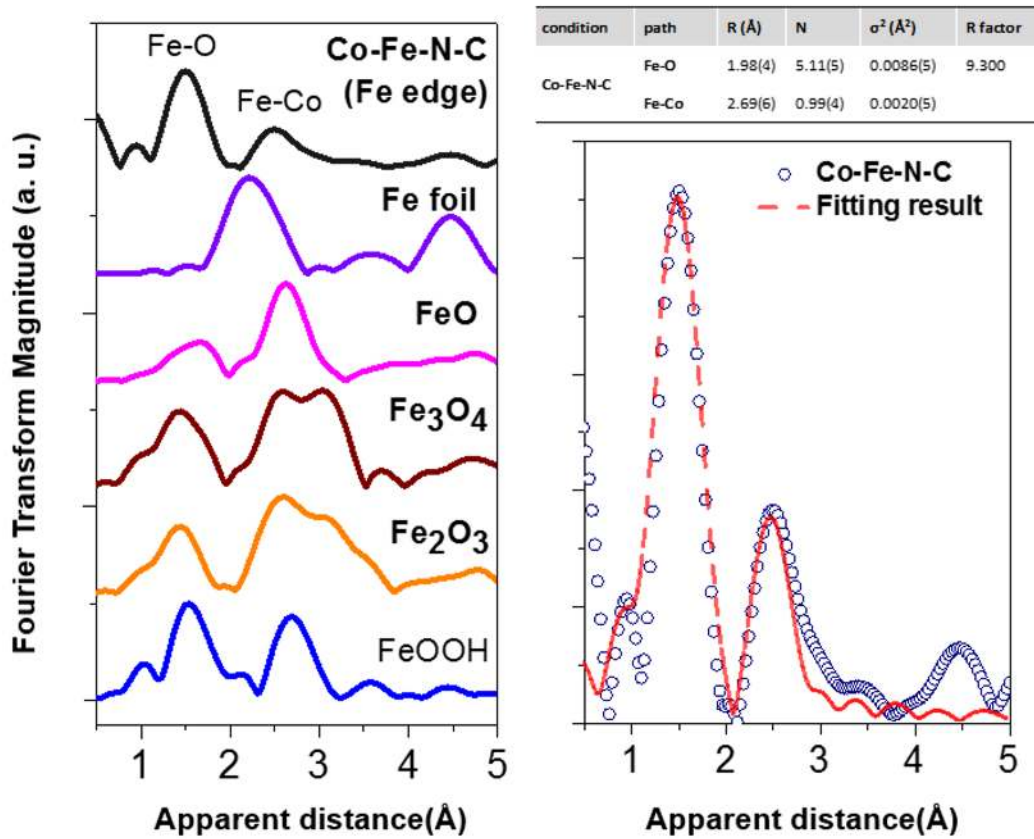 Co-Fe-N-C
(Fe edge)
Fe-O
Fe-Co
Fe foil
FeO
Fe3O4
Fe2O3
FeOOH
Fourier Transform Magnitude (a. u.)
1 2 3 4 5
Apparent distance(Å)
condition path R (Å) N σ² (Å²) R factor
Co-Fe-N-C
Fe-O 1.98(4) 5.11(5) 0.0086(5) 9.300
Fe-Co 2.69(6) 0.99(4) 0.0020(5)
Co-Fe-N-C
Fitting result
1 2 3 4 5
Apparent distance(Å)